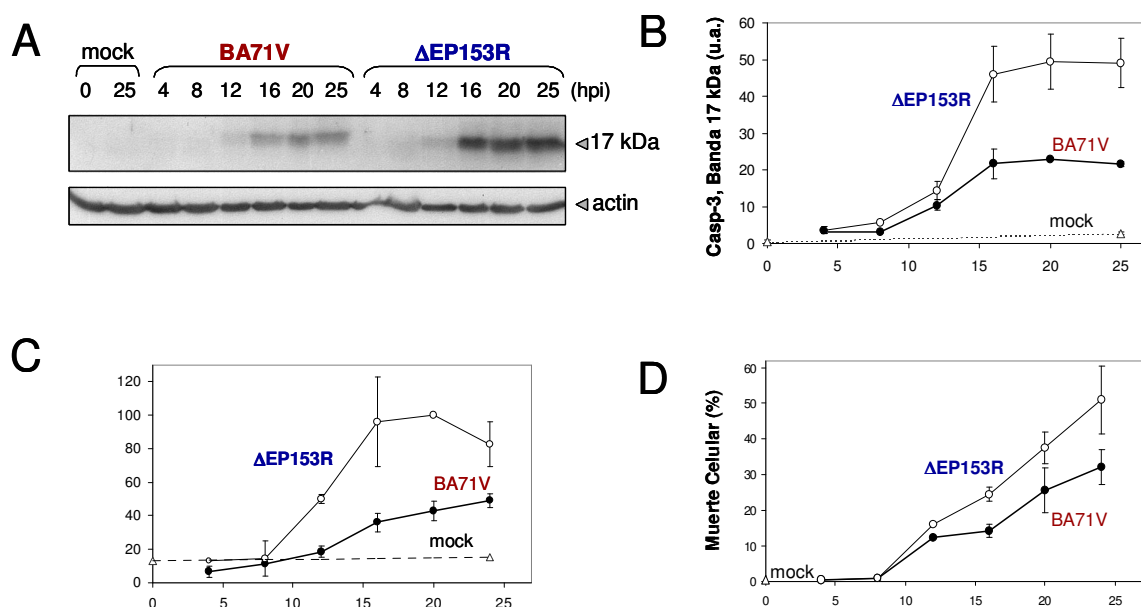 A
mock BA71V ΔEP153R
0 25 4 8 12 16 20 25 4 8 12 16 20 25 (hpi)
17 kDa
actin
B
Casp-3, Banda 17 kDa (u.a.)
60
50
40
30
20
10
0
ΔEP153R
BA71V
mock
0 5 10 15 20 25
C
120
100
80
60
40
20
0
ΔEP153R
BA71V
mock
0 5 10 15 20 25
D
Muerte Celular (%)
60
50
40
30
20
10
0
ΔEP153R
BA71V
mock
0 5 10 15 20 25